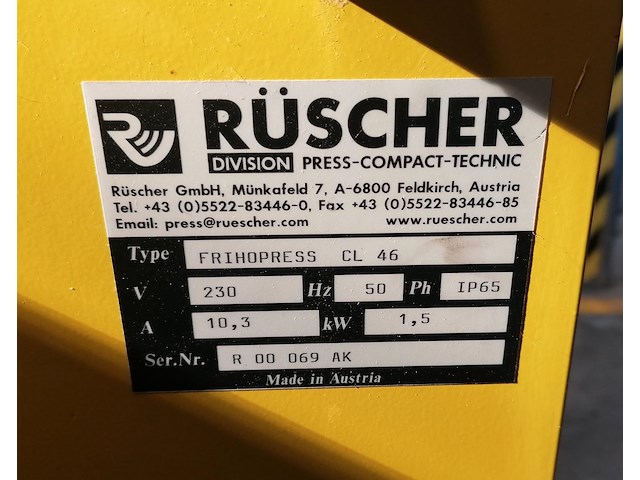 RÜSCHER
DIVISION PRESS-COMPACT-TECHNIC
Rüscher GmbH, Münkafeld 7, A-6800 Feldkirch, Austria
Tel. +43 (0)5522-83446-0, Fax +43 (0)5522-83446-85
Email: press@ruescher.com www.ruescher.com
Type FRIHOPRESS CL 46
V 230 Hz 50 Ph IP65
A 10,3 kW 1,5
Ser.Nr. R 00 069 AK
Made in Austria